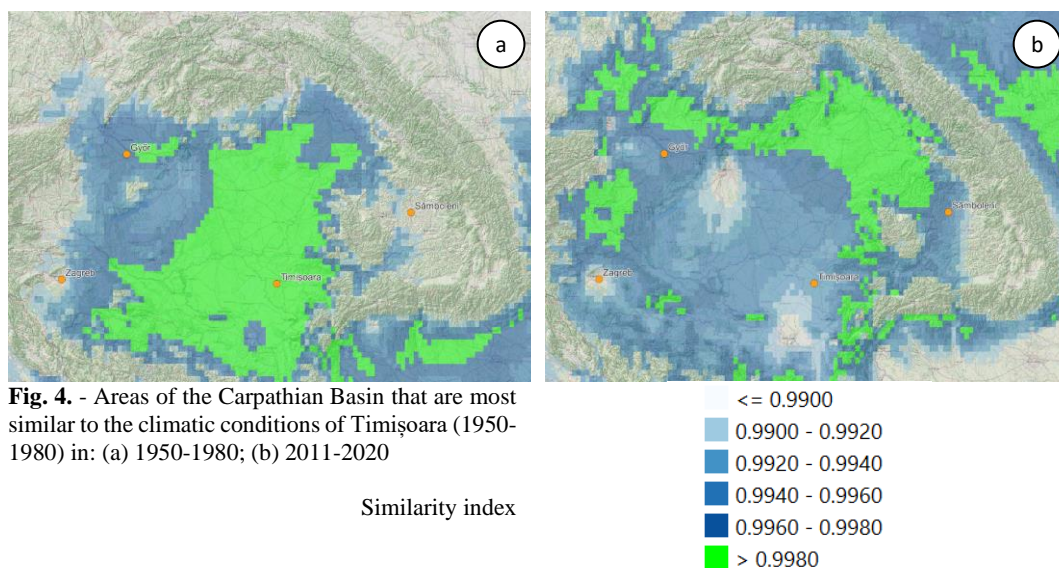 a
Győr
Sâmboleni
Zagreb
Timișoara
b
Győr
Sâmboleni
Zagreb
Timișoara
Fig. 4. - Areas of the Carpathian Basin that are most
similar to the climatic conditions of Timișoara (1950-
1980) in: (a) 1950-1980; (b) 2011-2020
Similarity index
<= 0.9900
0.9900 - 0.9920
0.9920 - 0.9940
0.9940 - 0.9960
0.9960 - 0.9980
> 0.9980